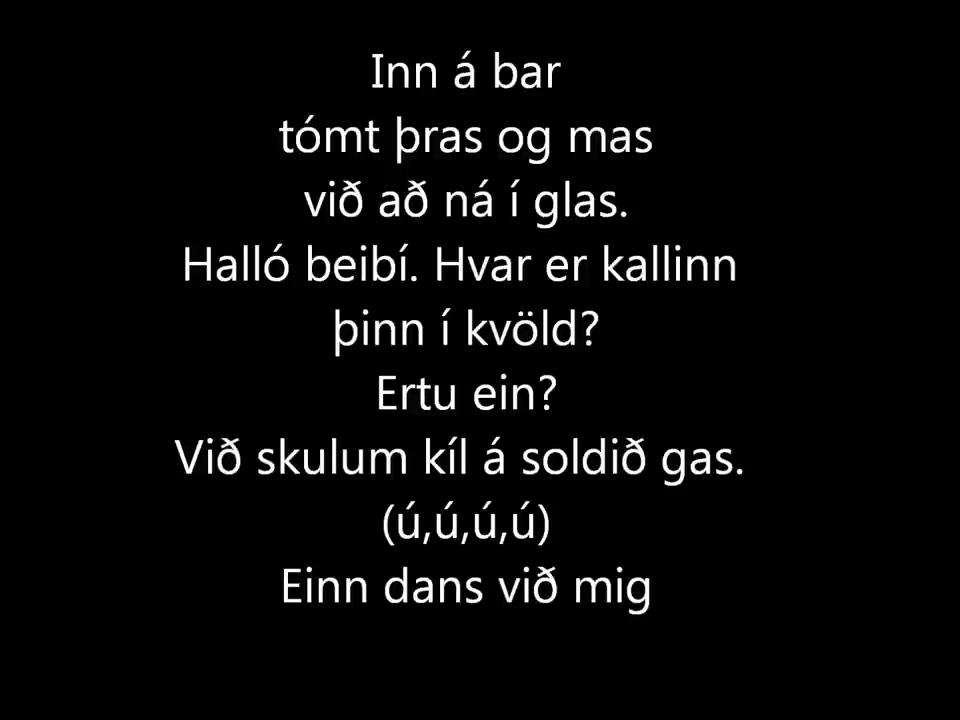 Inn á bar
tómt þras og mas
við að ná í glas.
Halló beibí. Hvar er kallinn
þinn í kvöld?
Ertu ein?
Við skulum kíl á soldið gas.
(ú,ú,ú,ú)
Einn dans við mig